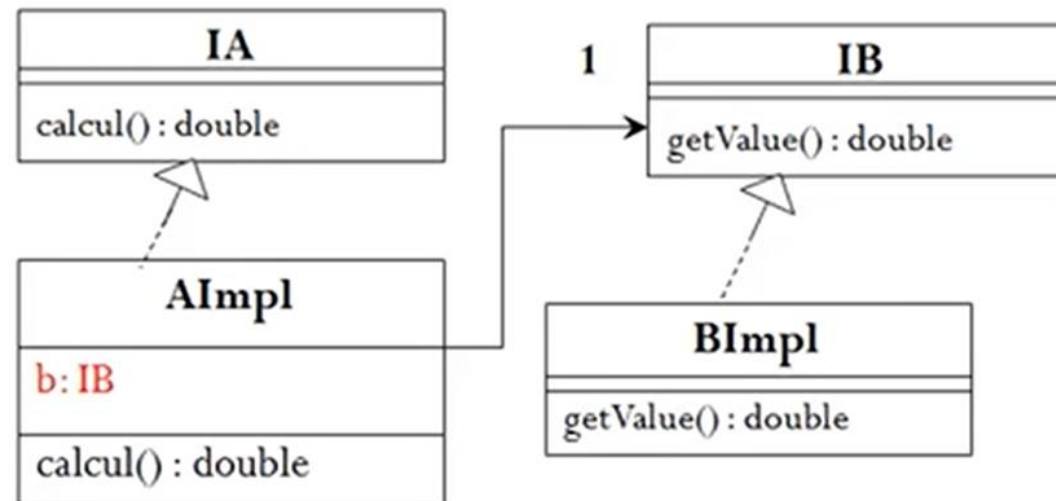 IA
calcul() : double
1
IB
getValue() : double
AImpl
b: IB
calcul() : double
BImpl
getValue() : double